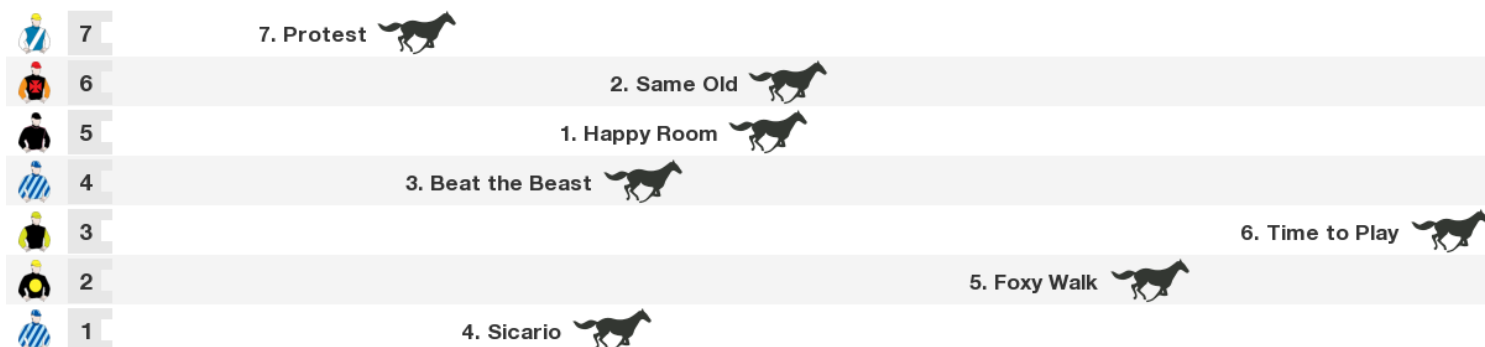 7 7. Protest
6 2. Same Old
5 1. Happy Room
4 3. Beat the Beast
3 6. Time to Play
2 5. Foxy Walk
1 4. Sicario